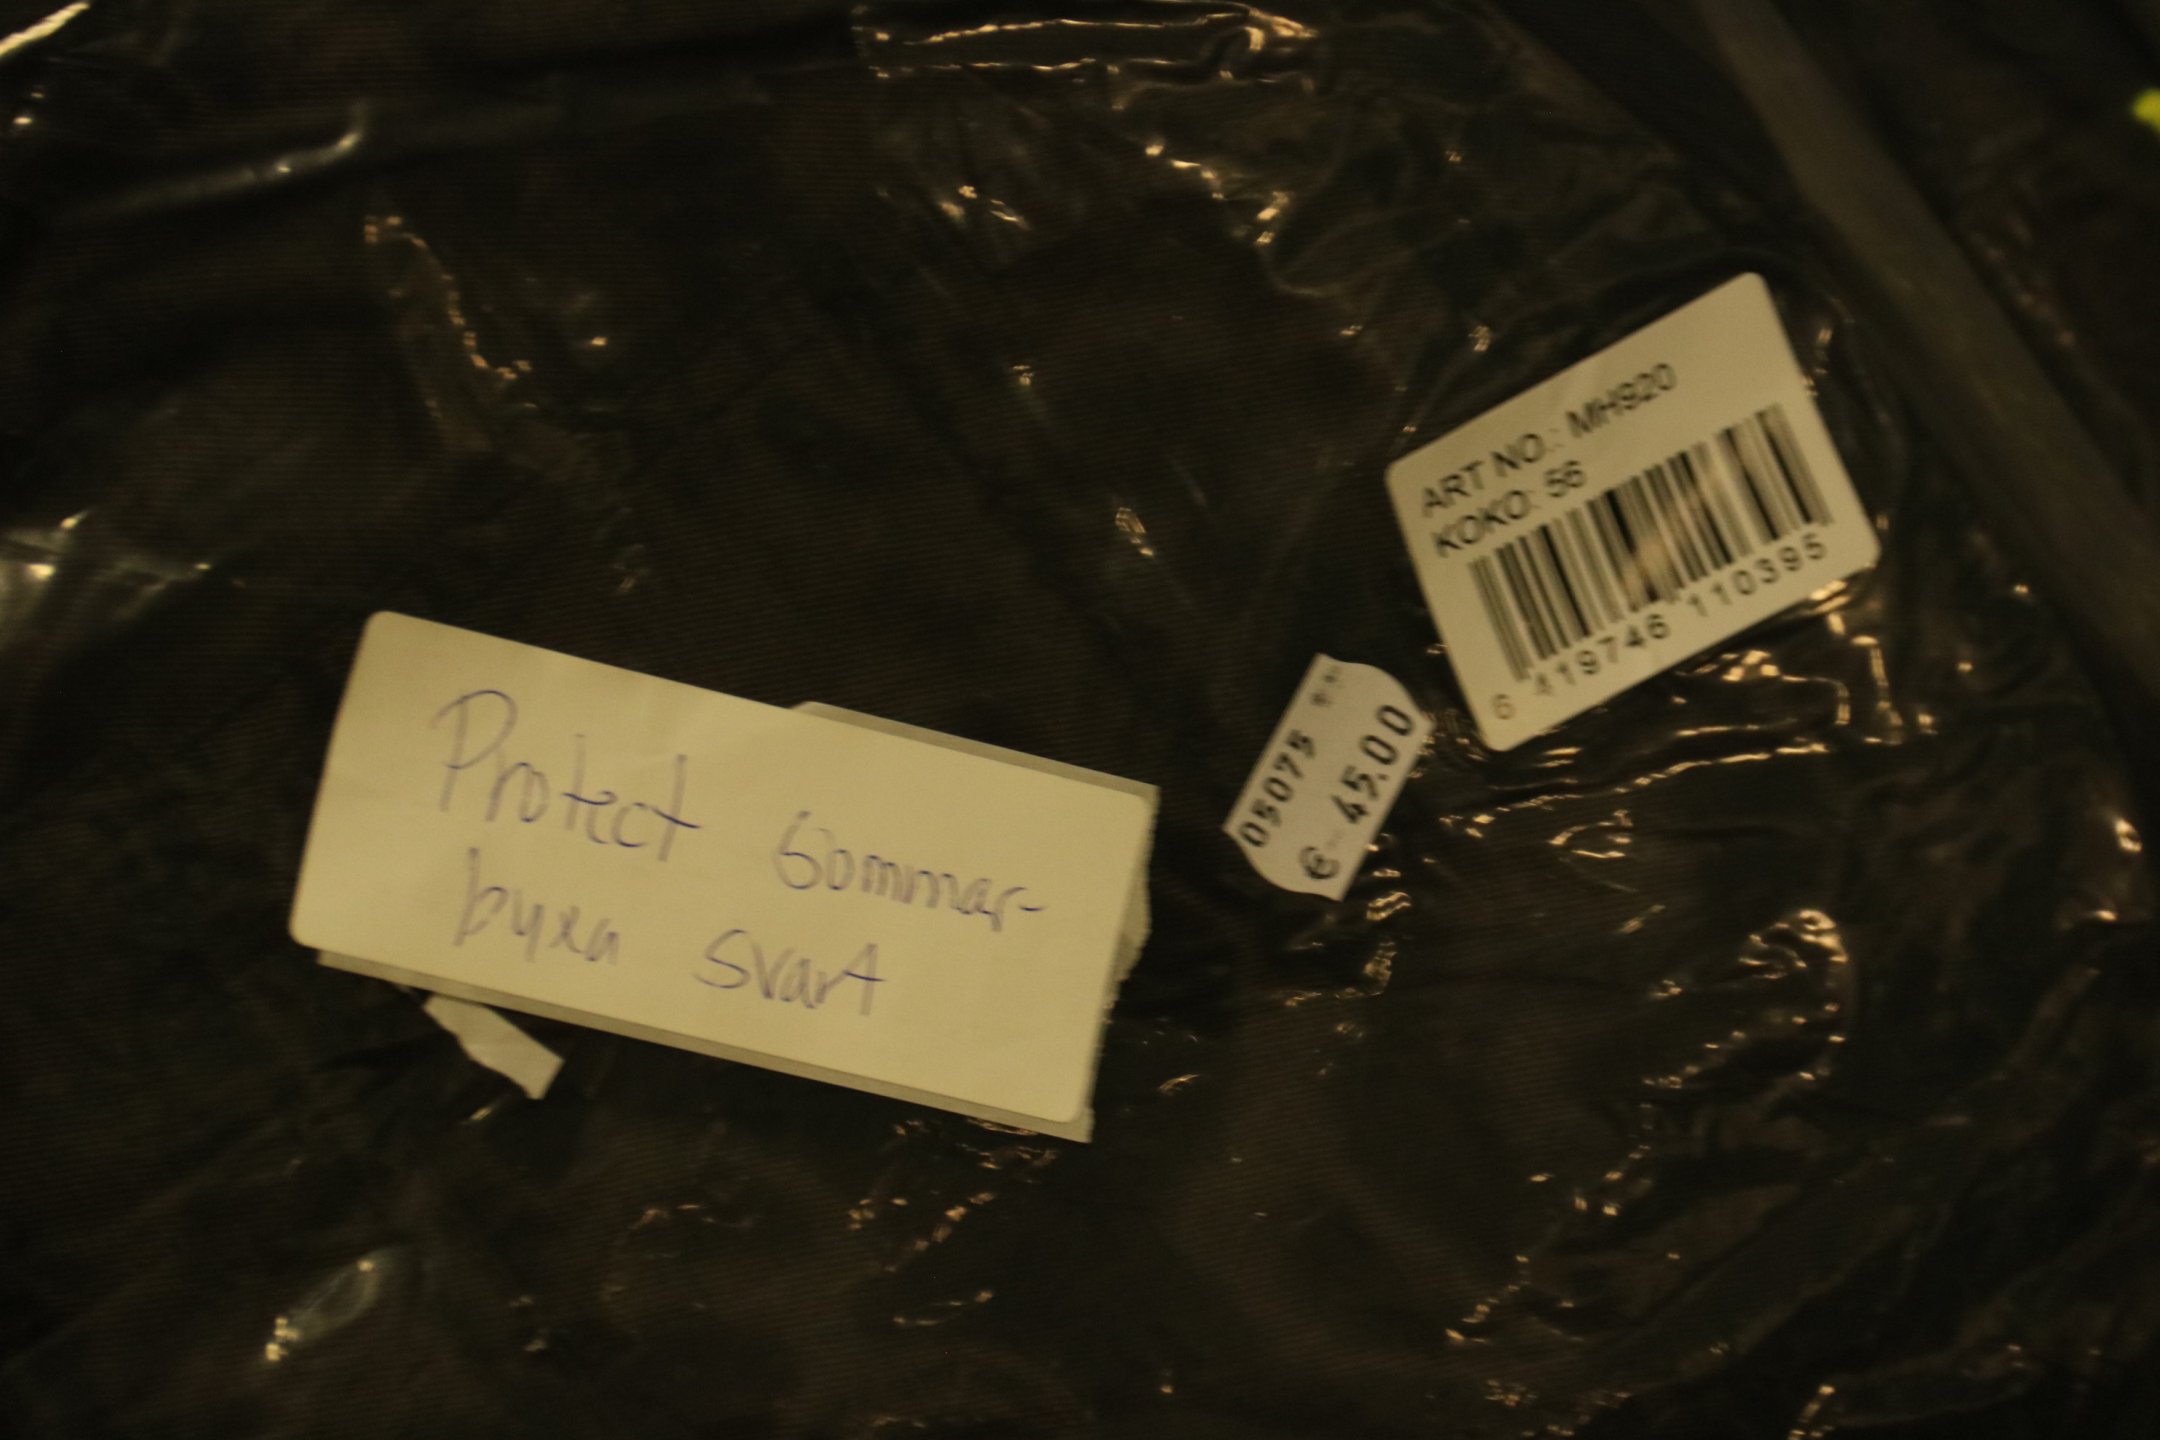 ART NO.: MH920
KOKO: 56
6 419746 110395
05075
€ 45.00
Protect Sommar-
byxa svart